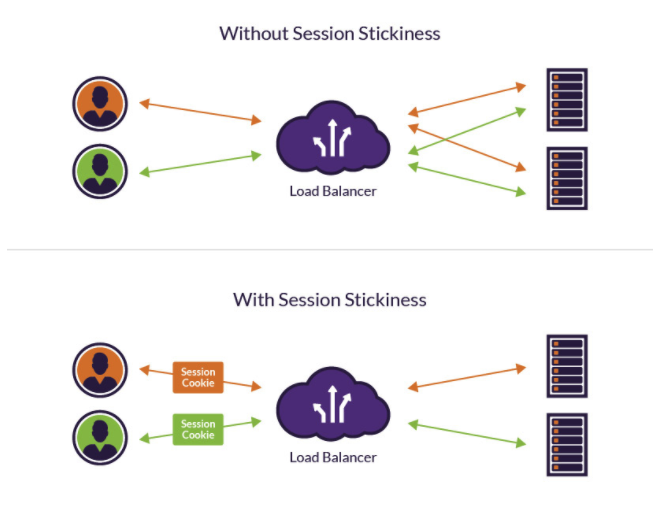 Without Session Stickiness
Load Balancer
With Session Stickiness
Session
Cookie
Session
Cookie
Load Balancer